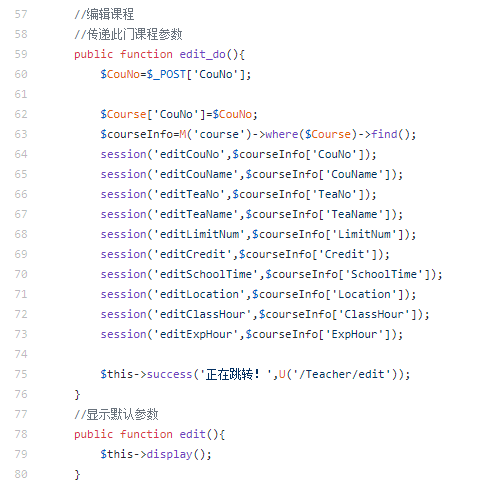 57 //编辑课程
58 //传递此门课程参数
59 public function edit_do(){
60 $CouNo=$_POST['CouNo'];
61
62 $Course['CouNo']=$CouNo;
63 $courseInfo=M('course')->where($Course)->find();
64 session('editCouNo',$courseInfo['CouNo']);
65 session('editCouName',$courseInfo['CouName']);
66 session('editTeaNo',$courseInfo['TeaNo']);
67 session('editTeaName',$courseInfo['TeaName']);
68 session('editLimitNum',$courseInfo['LimitNum']);
69 session('editCredit',$courseInfo['Credit']);
70 session('editSchoolTime',$courseInfo['SchoolTime']);
71 session('editLocation',$courseInfo['Location']);
72 session('editClassHour',$courseInfo['ClassHour']);
73 session('editExpHour',$courseInfo['ExpHour']);
74
75 $this->success('正在跳转！',U('/Teacher/edit'));
76 }
77 //显示默认参数
78 public function edit(){
79 $this->display();
80 }